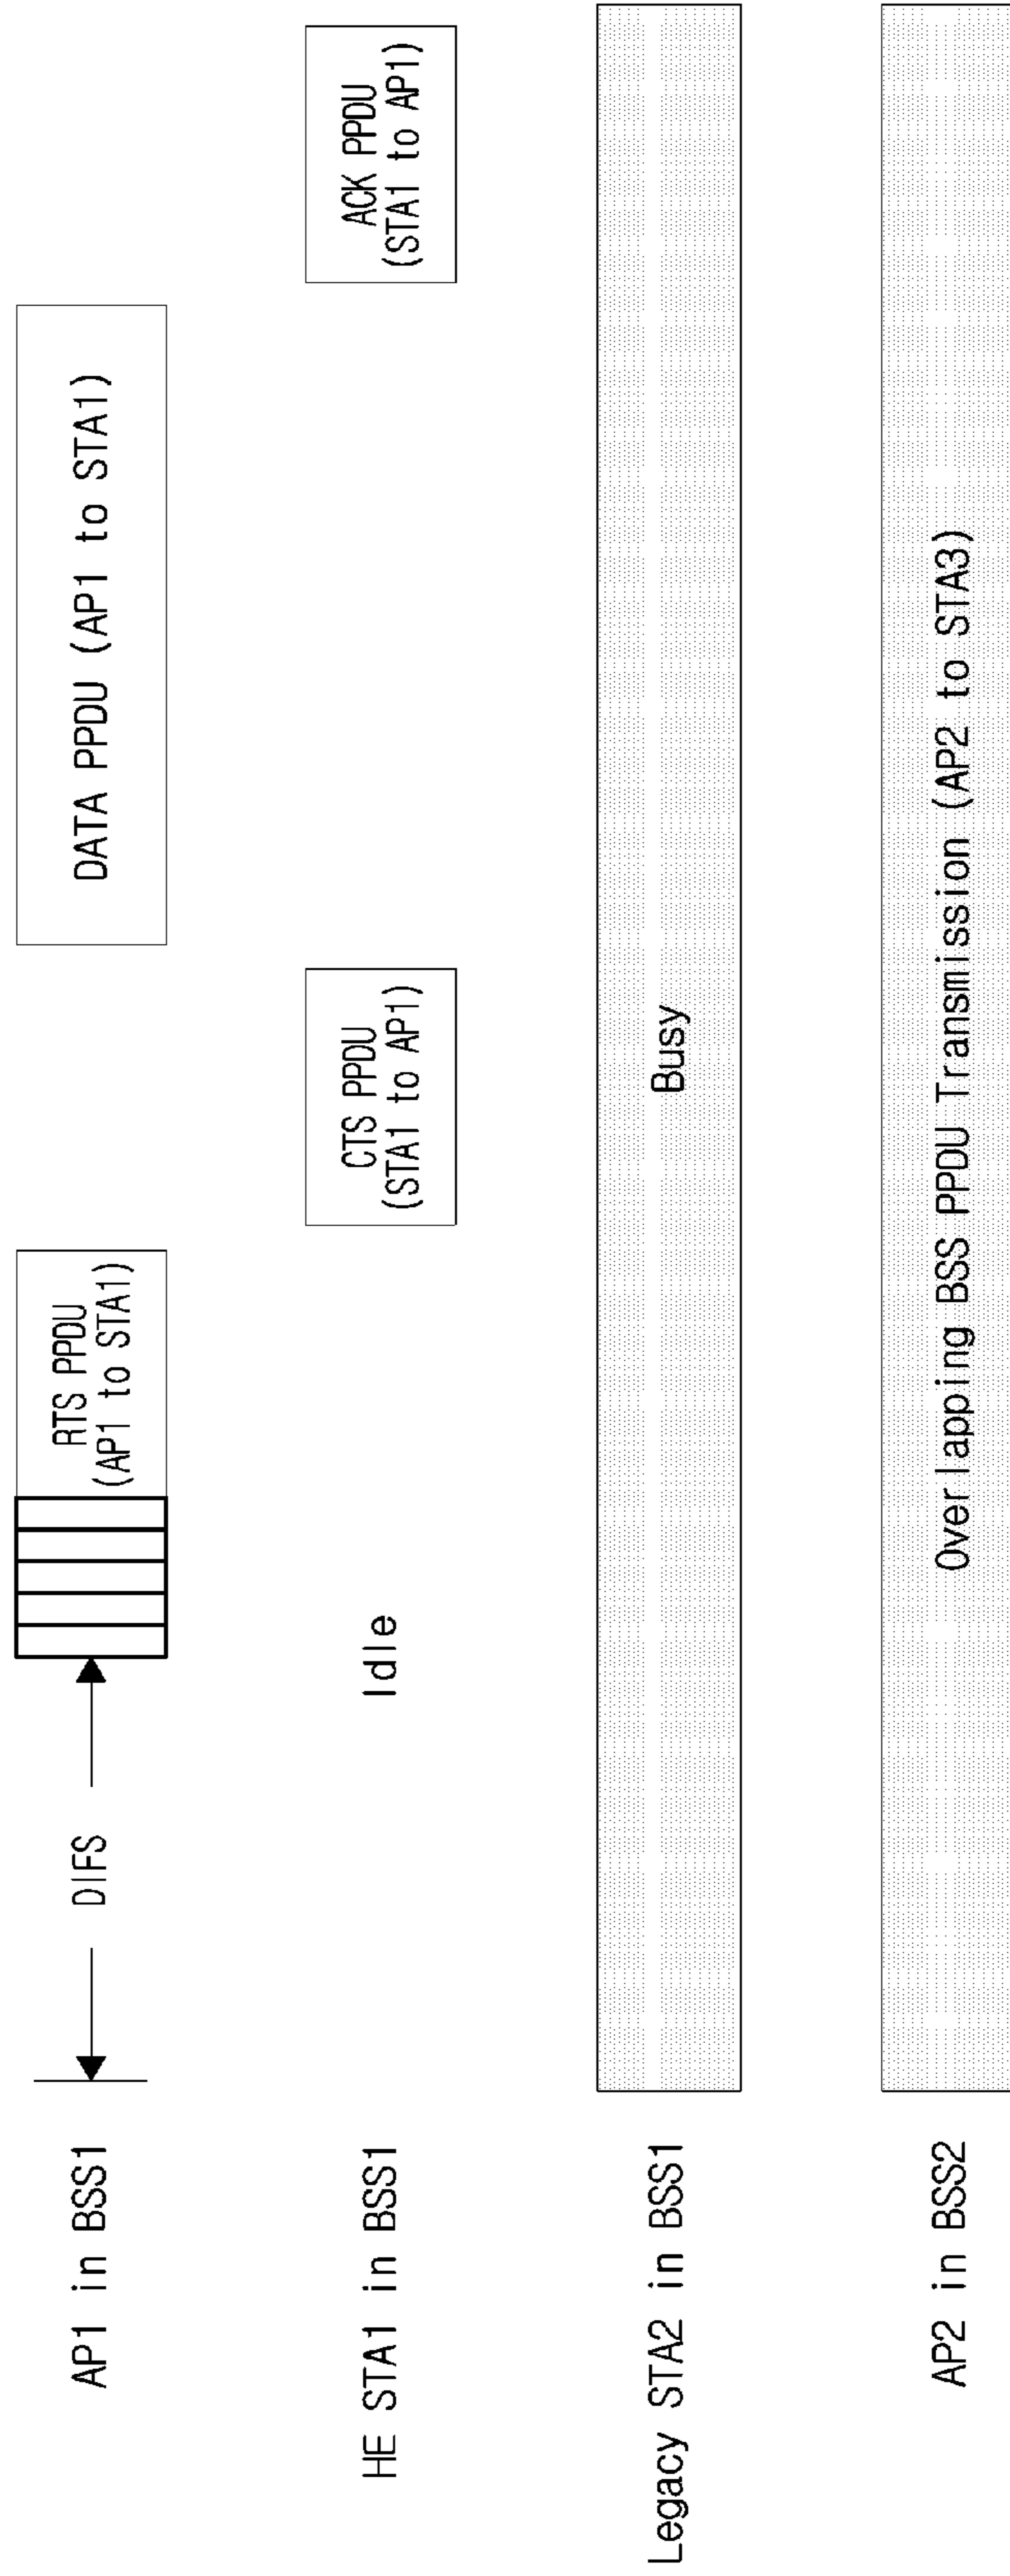 AP1 in BSS1
DIFS
RTS PPDU
(AP1 to STA1)
DATA PPDU (AP1 to STA1)
HE STA1 in BSS1
Idle
CTS PPDU
(STA1 to AP1)
ACK PPDU
(STA1 to AP1)
Legacy STA2 in BSS1
Busy
AP2 in BSS2
Overlapping BSS PPDU Transmission (AP2 to STA3)